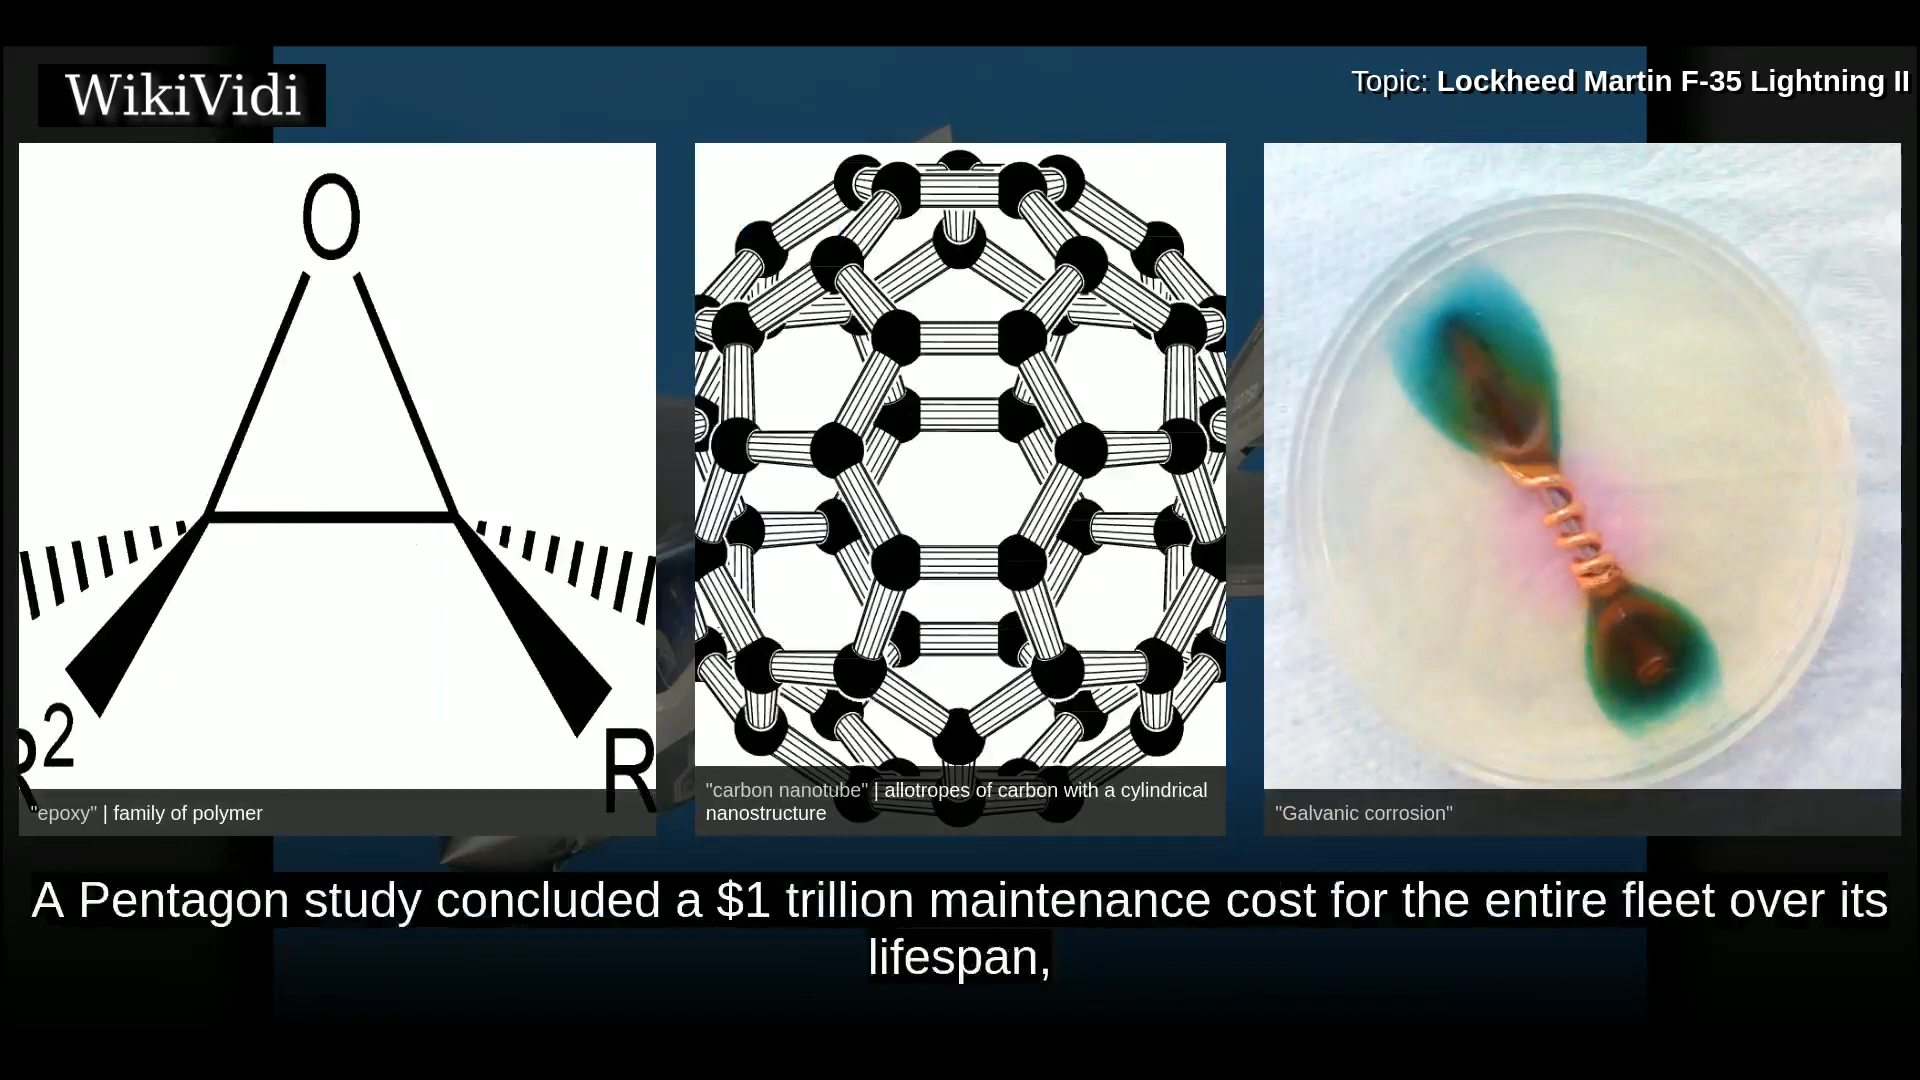 WikiVidi
Topic: Lockheed Martin F-35 Lightning II
O
R2
R
"epoxy" | family of polymer
"carbon nanotube" | allotropes of carbon with a cylindrical
nanostructure
"Galvanic corrosion"
A Pentagon study concluded a $1 trillion maintenance cost for the entire fleet over its
lifespan,